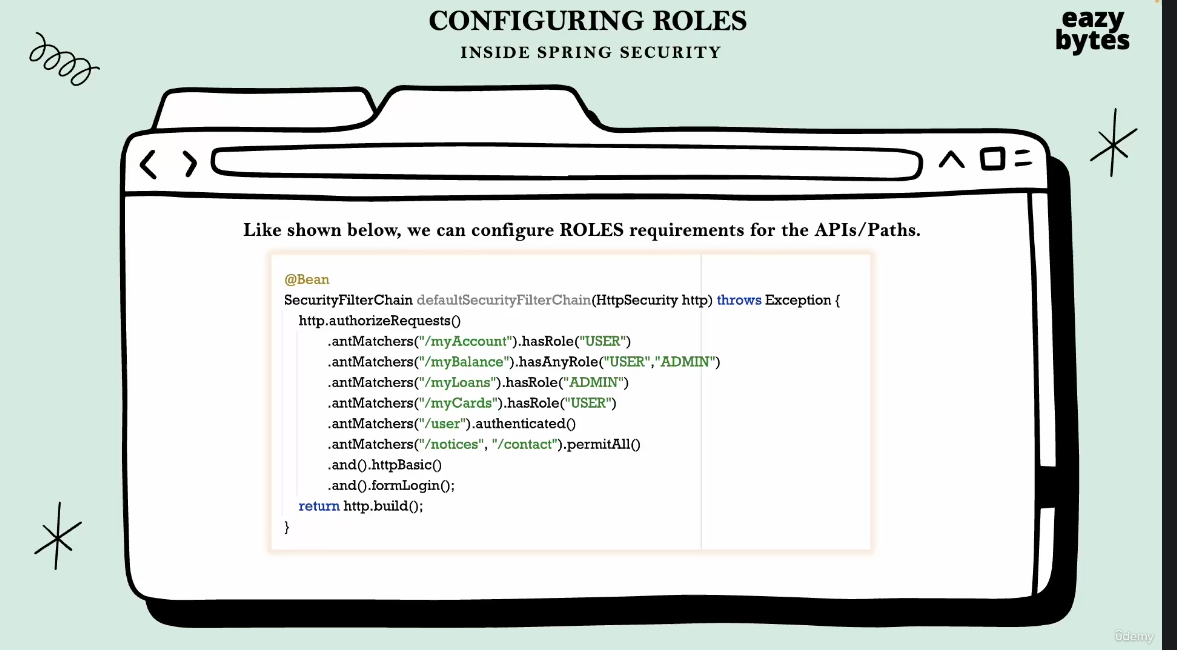 CONFIGURING ROLES
INSIDE SPRING SECURITY
eazy
bytes
Like shown below, we can configure ROLES requirements for the APIs/Paths.
@Bean
SecurityFilterChain defaultSecurityFilterChain(HttpSecurity http) throws Exception {
http.authorizeRequests()
.antMatchers("/myAccount").hasRole("USER")
.antMatchers("/myBalance").hasAnyRole("USER","ADMIN")
.antMatchers("/myLoans").hasRole("ADMIN")
.antMatchers("/myCards").hasRole("USER")
.antMatchers("/user").authenticated()
.antMatchers("/notices", "/contact").permitAll()
.and().httpBasic()
.and().formLogin();
return http.build();
}
ûdemy